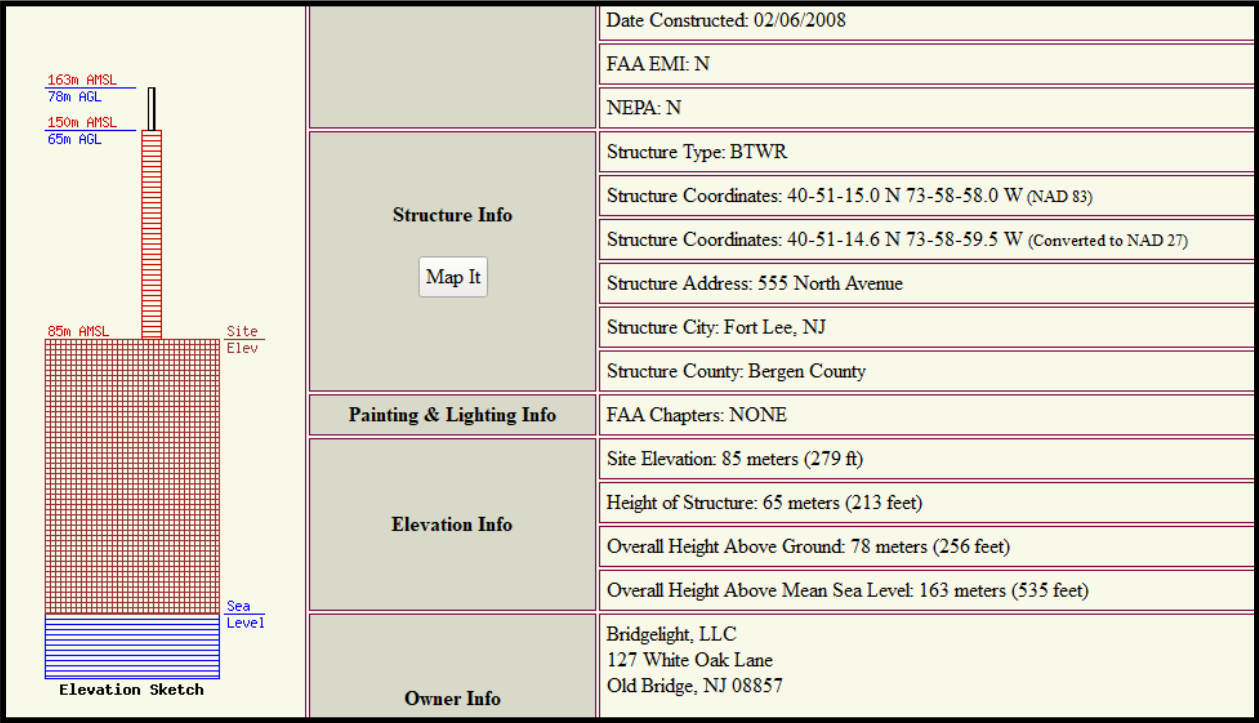 163m AMSL
78m AGL
150m AMSL
65m AGL
85m AMSL
Site
Elev
Sea
Level
Elevation Sketch
Date Constructed: 02/06/2008
FAA EMI: N
NEPA: N
Structure Info
Map It
Structure Type: BTWR
Structure Coordinates: 40-51-15.0 N 73-58-58.0 W (NAD 83)
Structure Coordinates: 40-51-14.6 N 73-58-59.5 W (Converted to NAD 27)
Structure Address: 555 North Avenue
Structure City: Fort Lee, NJ
Structure County: Bergen County
Painting & Lighting Info
FAA Chapters: NONE
Elevation Info
Site Elevation: 85 meters (279 ft)
Height of Structure: 65 meters (213 feet)
Overall Height Above Ground: 78 meters (256 feet)
Overall Height Above Mean Sea Level: 163 meters (535 feet)
Owner Info
Bridgelight, LLC
127 White Oak Lane
Old Bridge, NJ 08857